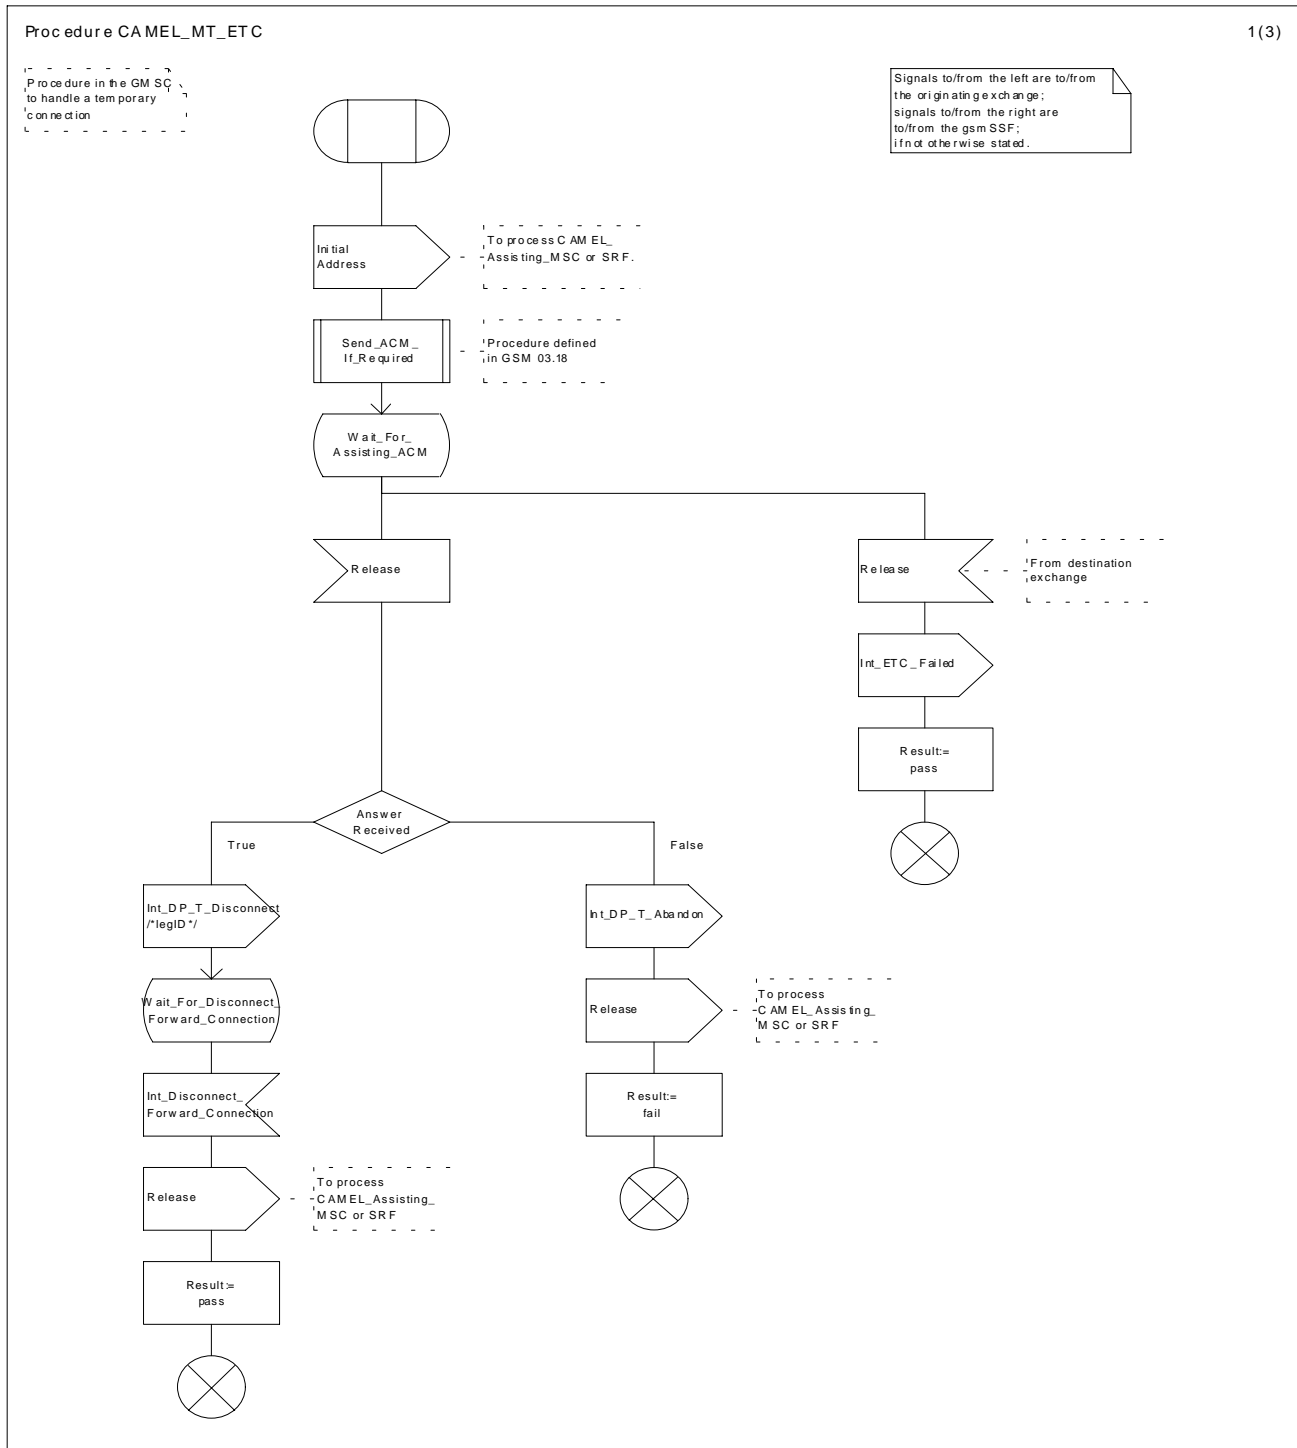 Procedure CAMEL_MT_ETC
1(3)
Procedure in the GMSC
to handle a temporary
connection
Signals to/from the left are to/from
the originating exchange;
signals to/from the right are
to/from the gsmSSF;
if not otherwise stated.
Initial
Address
To process CAMEL_
Assisting_MSC or SRF.
Send_ACM_
If_Required
Procedure defined
in GSM 03.18
Wait_For_
Assisting_ACM
Release
Release
From destination
exchange
Int_ETC_Failed
Result:=
pass
Answer
Received
True
False
Int_DP_T_Disconnect
/*legID*/
Int_DP_T_Abandon
Wait_For_Disconnect_
Forward_Connection
Release
To process
CAMEL_Assisting_
MSC or SRF
Int_Disconnect_
Forward_Connection
Result:=
fail
Release
To process
CAMEL_Assisting_
MSC or SRF
Result:=
pass